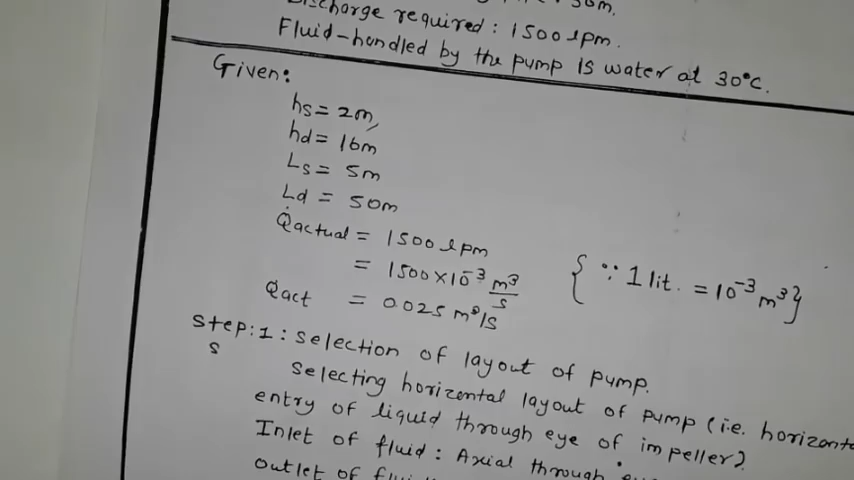 Discharge required : 1500 lpm.
Fluid-handled by the pump is water at 30°C.
Given:
hs = 2m,
hd = 16m
Ls = 5m
Ld = 50m
Qactual = 1500 lpm
= 1500×10⁻³ m³/s { ∵ 1 lit. = 10⁻³ m³}
Qact = 0.025 m³/s
Step:1: selection of layout of pump.
s
Selecting horizontal layout of pump (i.e. horizonta
entry of liquid through eye of impeller)
Inlet of fluid : Axial through
outlet of